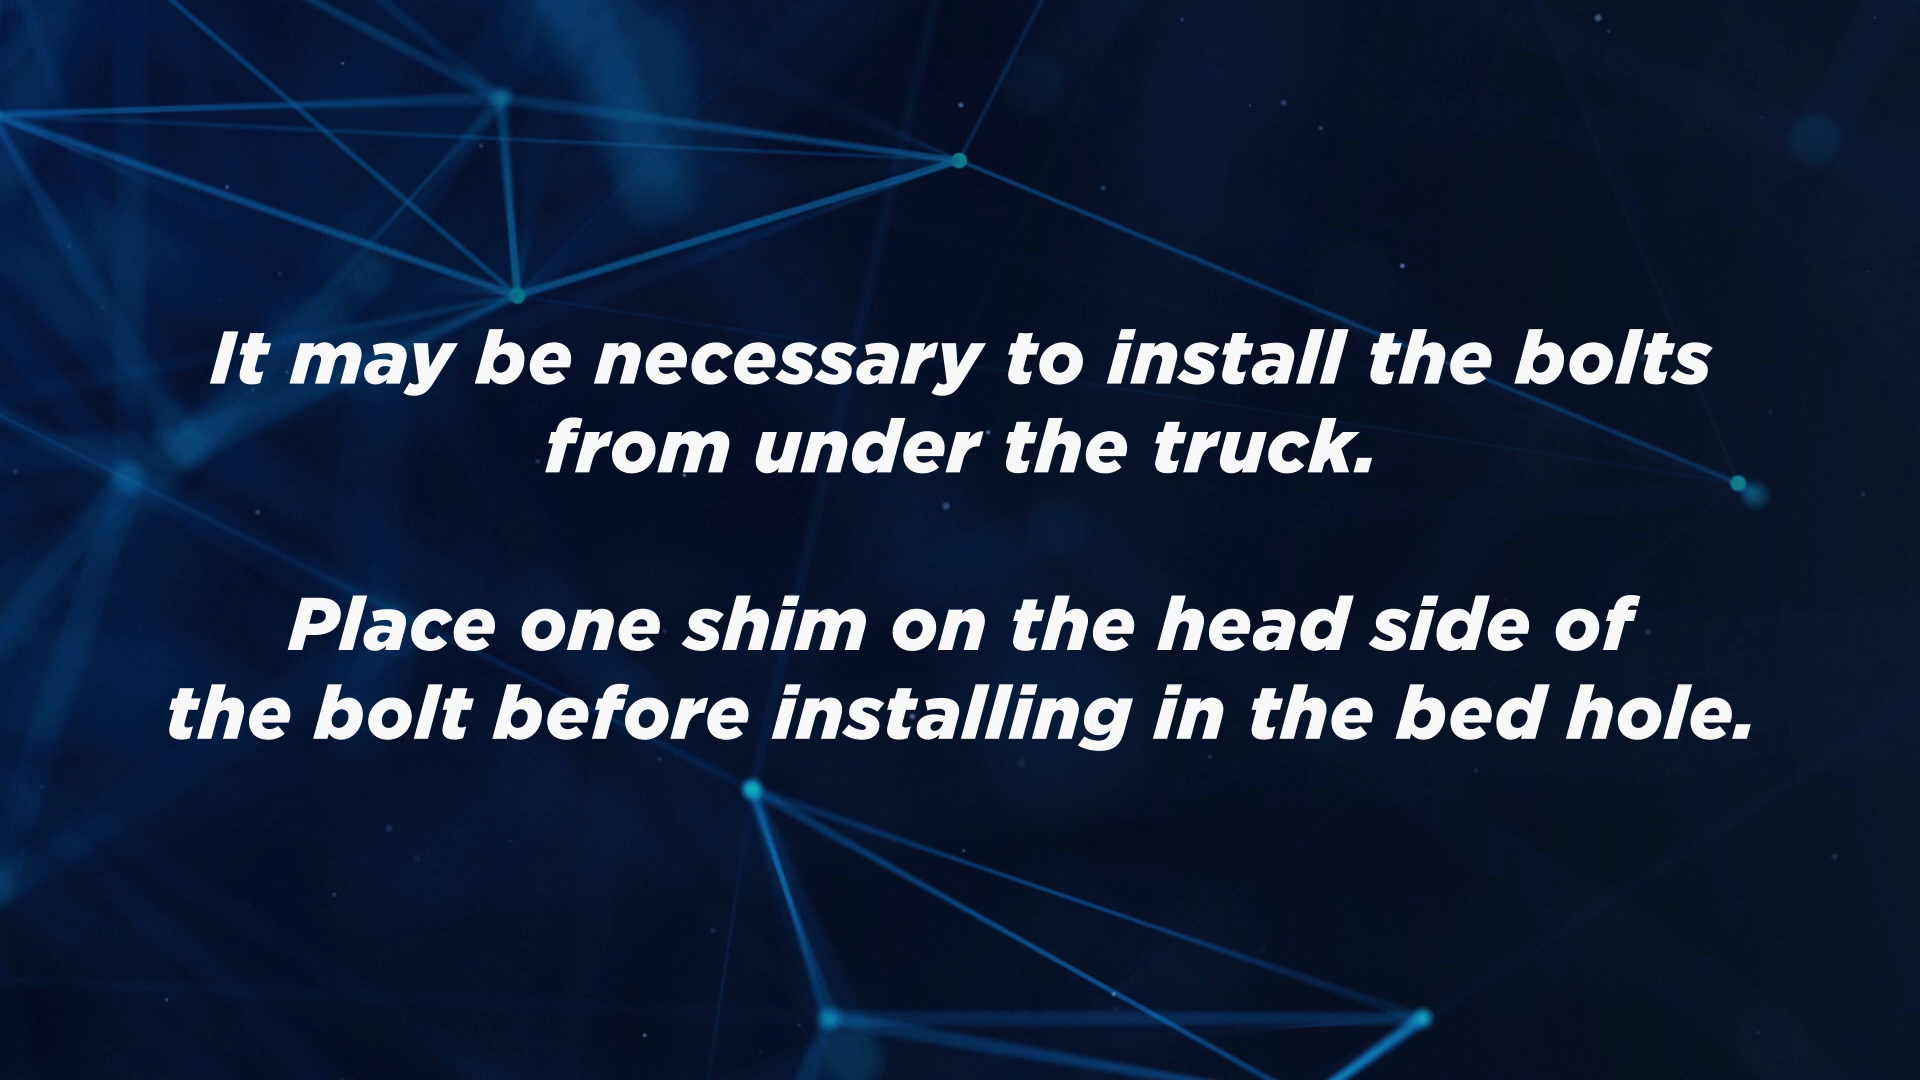 It may be necessary to install the bolts
from under the truck.
Place one shim on the head side of
the bolt before installing in the bed hole.